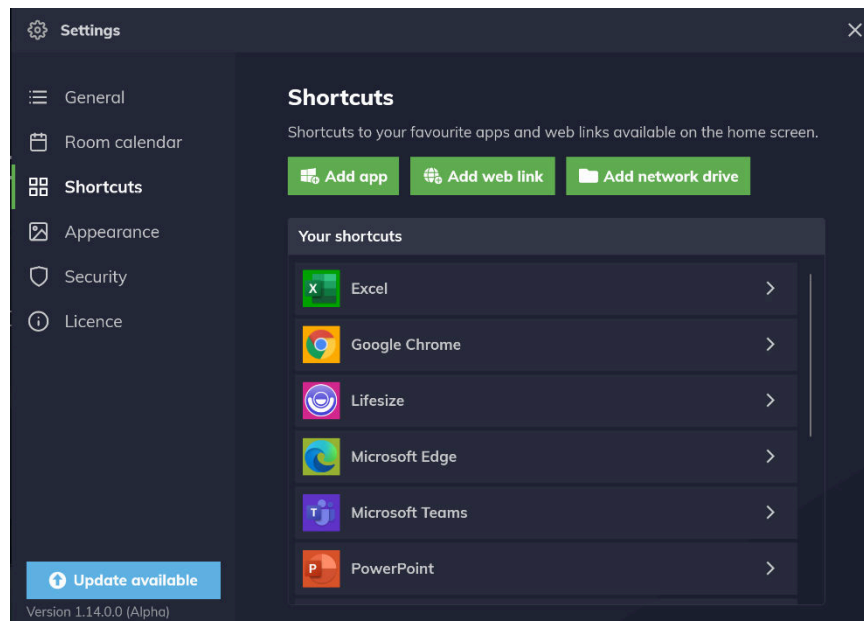 Settings
General
Room calendar
Shortcuts
Appearance
Security
Licence
Update available
Version 1.14.0.0 (Alpha)
Shortcuts
Shortcuts to your favourite apps and web links available on the home screen.
Add app
Add web link
Add network drive
Your shortcuts
X
Excel
Google Chrome
Lifesize
Microsoft Edge
T
Microsoft Teams
P
PowerPoint